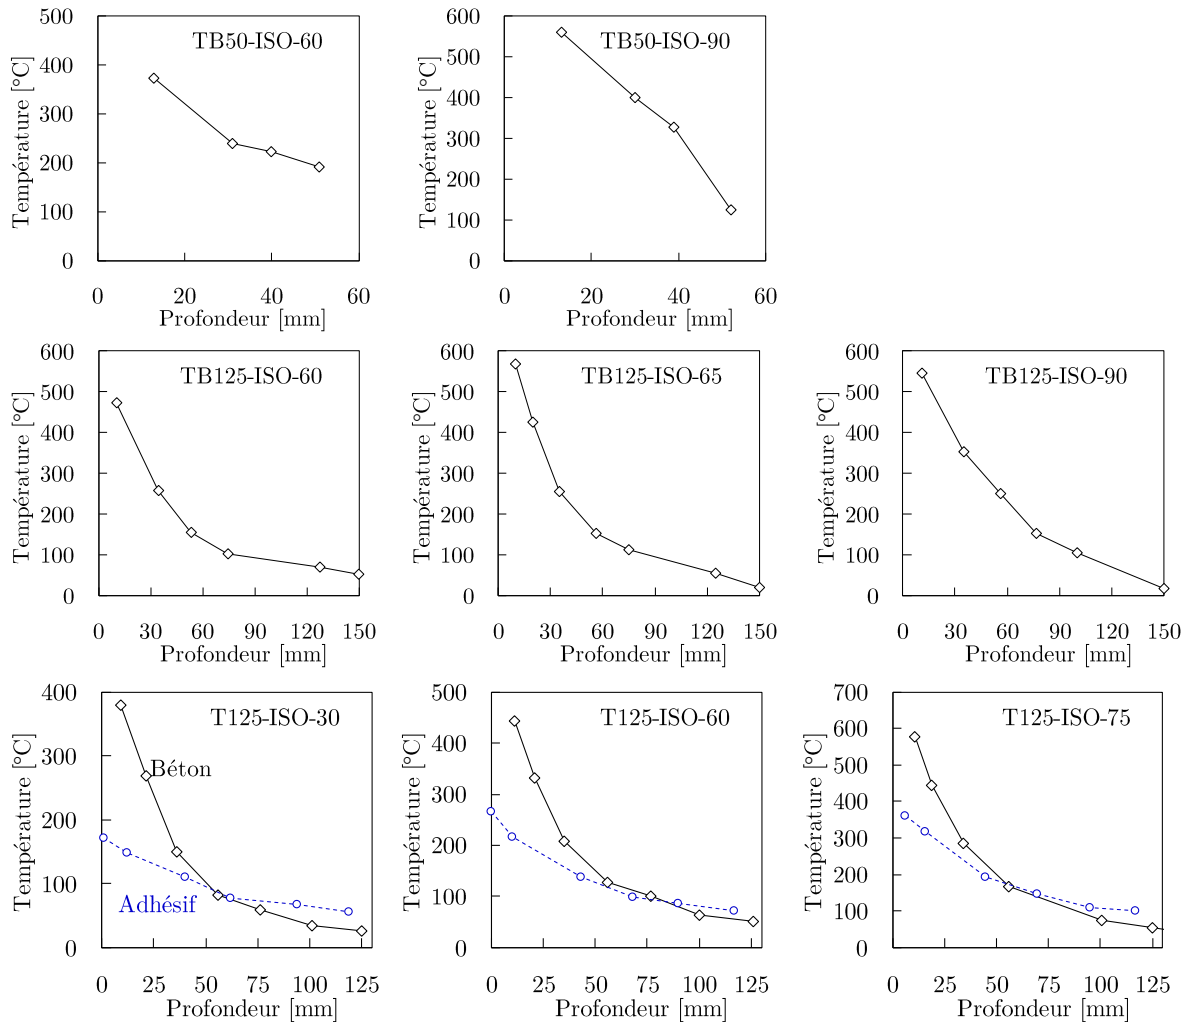 TB50-ISO-60
Température [°C]
500
400
300
200
100
0
0 20 40 60
Profondeur [mm]
TB50-ISO-90
Température [°C]
600
500
400
300
200
100
0
0 20 40 60
Profondeur [mm]
TB125-ISO-60
Température [°C]
600
500
400
300
200
100
0
0 30 60 90 120 150
Profondeur [mm]
TB125-ISO-65
Température [°C]
600
500
400
300
200
100
0
0 30 60 90 120 150
Profondeur [mm]
TB125-ISO-90
Température [°C]
600
500
400
300
200
100
0
0 30 60 90 120 150
Profondeur [mm]
T125-ISO-30
Température [°C]
400
300
200
100
0
Béton
Adhésif
0 25 50 75 100 125
Profondeur [mm]
T125-ISO-60
Température [°C]
500
400
300
200
100
0
0 25 50 75 100 125
Profondeur [mm]
T125-ISO-75
Température [°C]
700
600
500
400
300
200
100
0
0 25 50 75 100 125
Profondeur [mm]